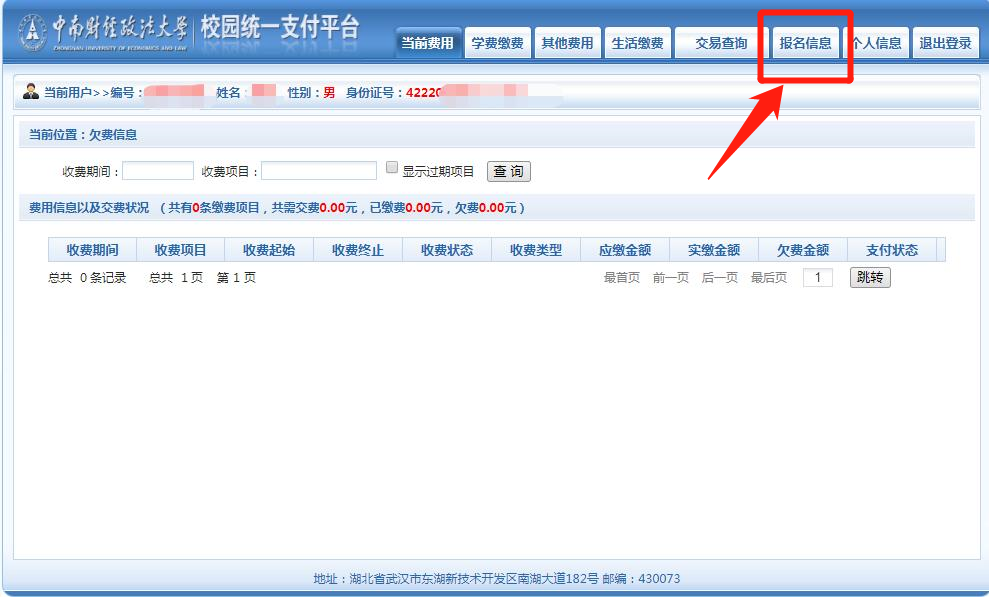 中南财经政法大学 校园统一支付平台
ZHONGNAN UNIVERSITY OF ECONOMICS AND LAW
当前费用 学费缴费 其他费用 生活缴费 交易查询 报名信息 个人信息 退出登录
当前用户>>编号： 姓名： 性别：男 身份证号：42220
当前位置：欠费信息
收费期间： 收费项目： 显示过期项目 查 询
费用信息以及交费状况 （共有0条缴费项目，共需交费0.00元，已缴费0.00元，欠费0.00元）
收费期间 收费项目 收费起始 收费终止 收费状态 收费类型 应缴金额 实缴金额 欠费金额 支付状态
总共 0 条记录 总共 1 页 第 1 页 最首页 前一页 后一页 最后页 1 跳转
地址：湖北省武汉市东湖新技术开发区南湖大道182号 邮编：430073